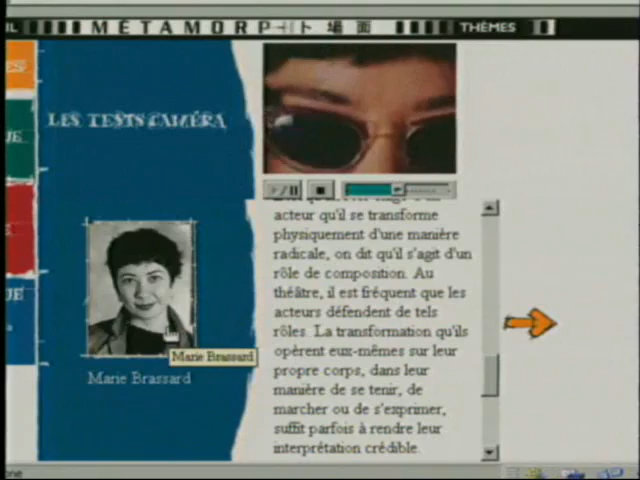 IL MÉTAMORP 場面 THÈMES
LES TESTS CAMÉRA
acteur qu'il se transforme
physiquement d'une manière
radicale, on dit qu'il s'agit d'un
rôle de composition. Au
théâtre, il est fréquent que les
acteurs défendent de tels
rôles. La transformation qu'ils
opèrent eux-mêmes sur leur
propre corps, dans leur
manière de se tenir, de
marcher ou de s'exprimer,
suffit parfois à rendre leur
interprétation crédible.
Marie Brassard
Marie Brassard